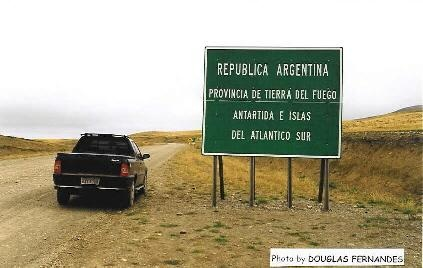 REPUBLICA ARGENTINA
PROVINCIA DE TIERRA DEL FUEGO
ANTARTIDA E ISLAS
DEL ATLANTICO SUR
Photo by DOUGLAS FERNANDES